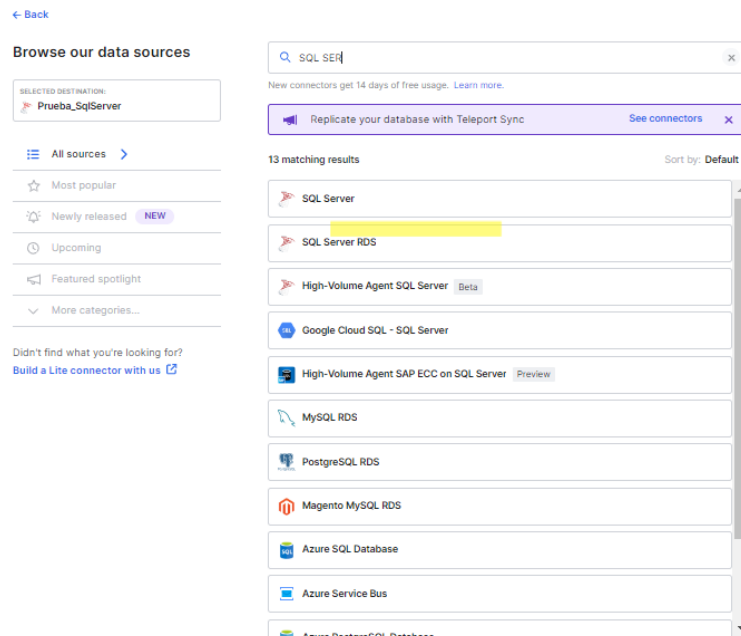 ← Back
Browse our data sources
SELECTED DESTINATION:
Prueba_SqlServer
All sources
Most popular
Newly released NEW
Upcoming
Featured spotlight
More categories...
Didn't find what you're looking for?
Build a Lite connector with us
SQL SER
New connectors get 14 days of free usage. Learn more.
Replicate your database with Teleport Sync See connectors
13 matching results Sort by: Default
SQL Server
SQL Server RDS
High-Volume Agent SQL Server Beta
Google Cloud SQL - SQL Server
High-Volume Agent SAP ECC on SQL Server Preview
MySQL RDS
PostgreSQL RDS
Magento MySQL RDS
Azure SQL Database
Azure Service Bus
Azure PostgreSQL Database